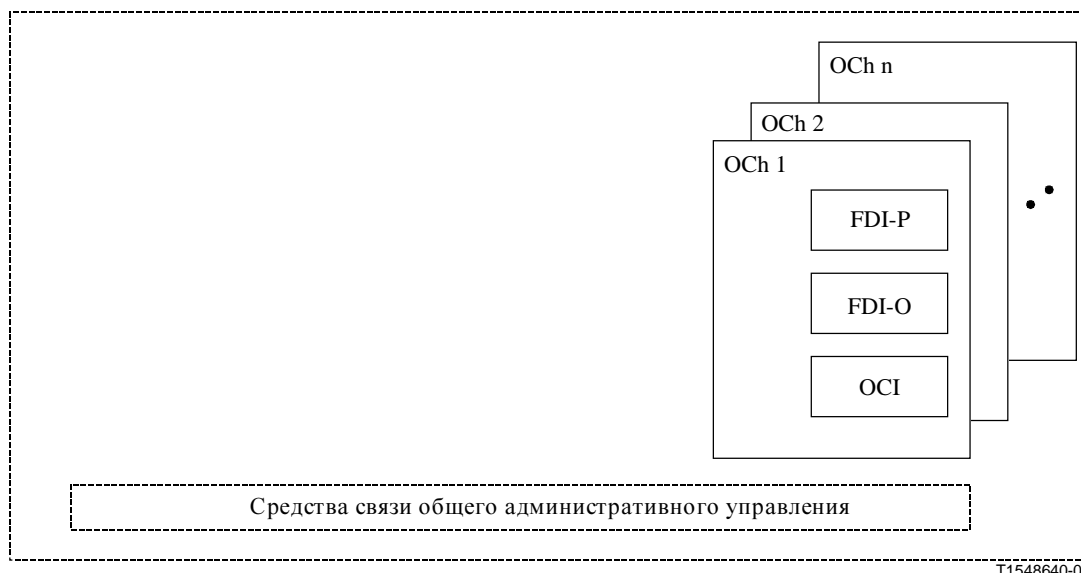 OCh n
OCh 2
OCh 1
FDI-P
FDI-O
OCI
Средства связи общего административного управления
T1548640-0